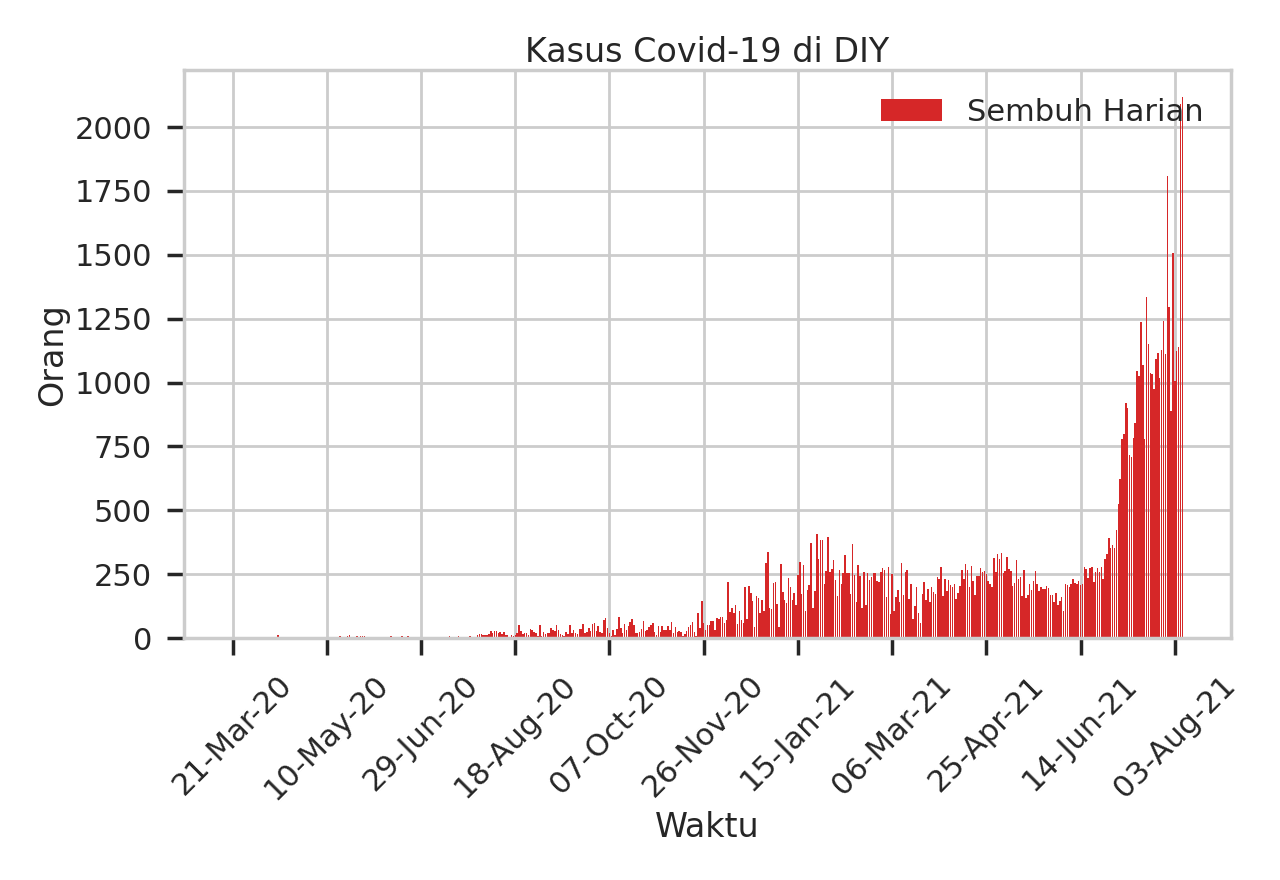 Kasus Covid-19 di DIY
Sembuh Harian
Orang
2000
1750
1500
1250
1000
750
500
250
0
21-Mar-20
10-May-20
29-Jun-20
18-Aug-20
07-Oct-20
26-Nov-20
15-Jan-21
06-Mar-21
25-Apr-21
14-Jun-21
03-Aug-21
Waktu